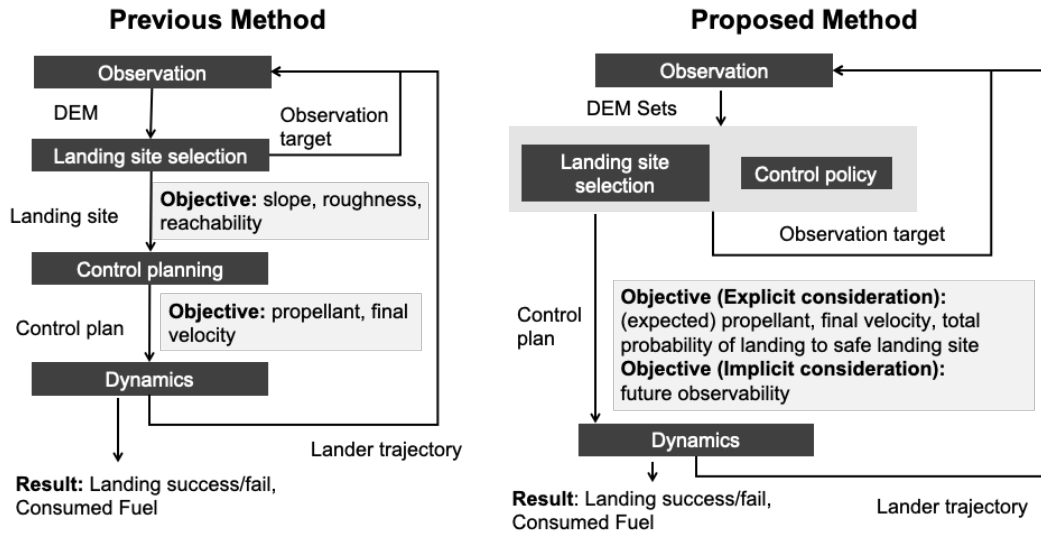 Previous Method
Observation
DEM
Observation
target
Landing site selection
Objective: slope, roughness,
reachability
Landing site
Control planning
Objective: propellant, final
velocity
Control plan
Dynamics
Lander trajectory
Result: Landing success/fail,
Consumed Fuel
Proposed Method
Observation
DEM Sets
Landing site
selection
Control policy
Observation target
Control
plan
Objective (Explicit consideration):
(expected) propellant, final velocity, total
probability of landing to safe landing site
Objective (Implicit consideration):
future observability
Dynamics
Result: Landing success/fail,
Consumed Fuel
Lander trajectory